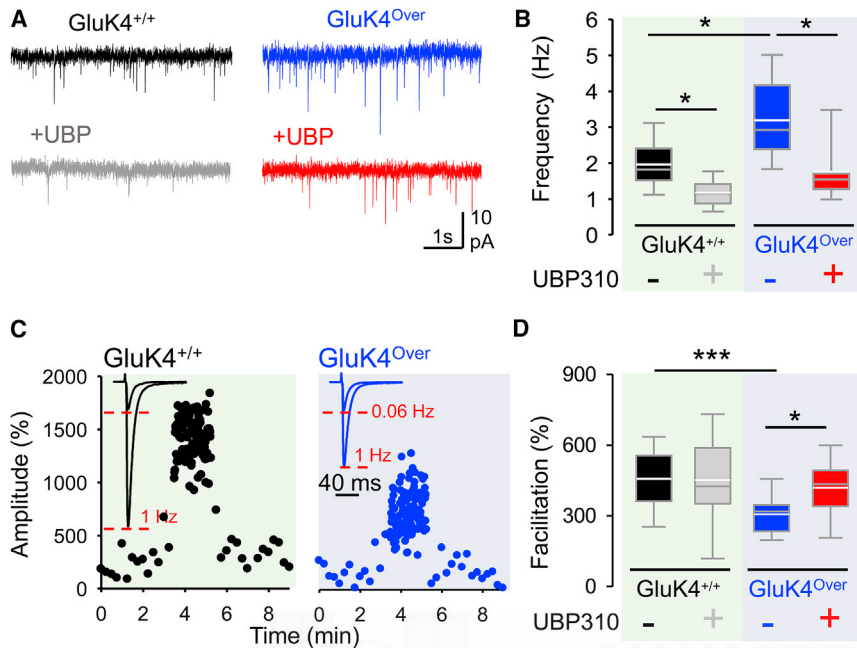 A
GluK4+/+
GluK4Over
+UBP
+UBP
10
1s
pA
B
Frequency (Hz)
6
5
4
3
2
1
0
*
*
*
GluK4+/+
GluK4Over
UBP310
-
+
-
+
C
GluK4+/+
GluK4Over
Amplitude (%)
2000
1500
1000
500
0
1 Hz
0.06 Hz
1 Hz
40 ms
0 2 4 6 8
0 2 4 6 8
Time (min)
D
Facilitation (%)
900
600
300
0
***
*
GluK4+/+
GluK4Over
UBP310
-
+
-
+